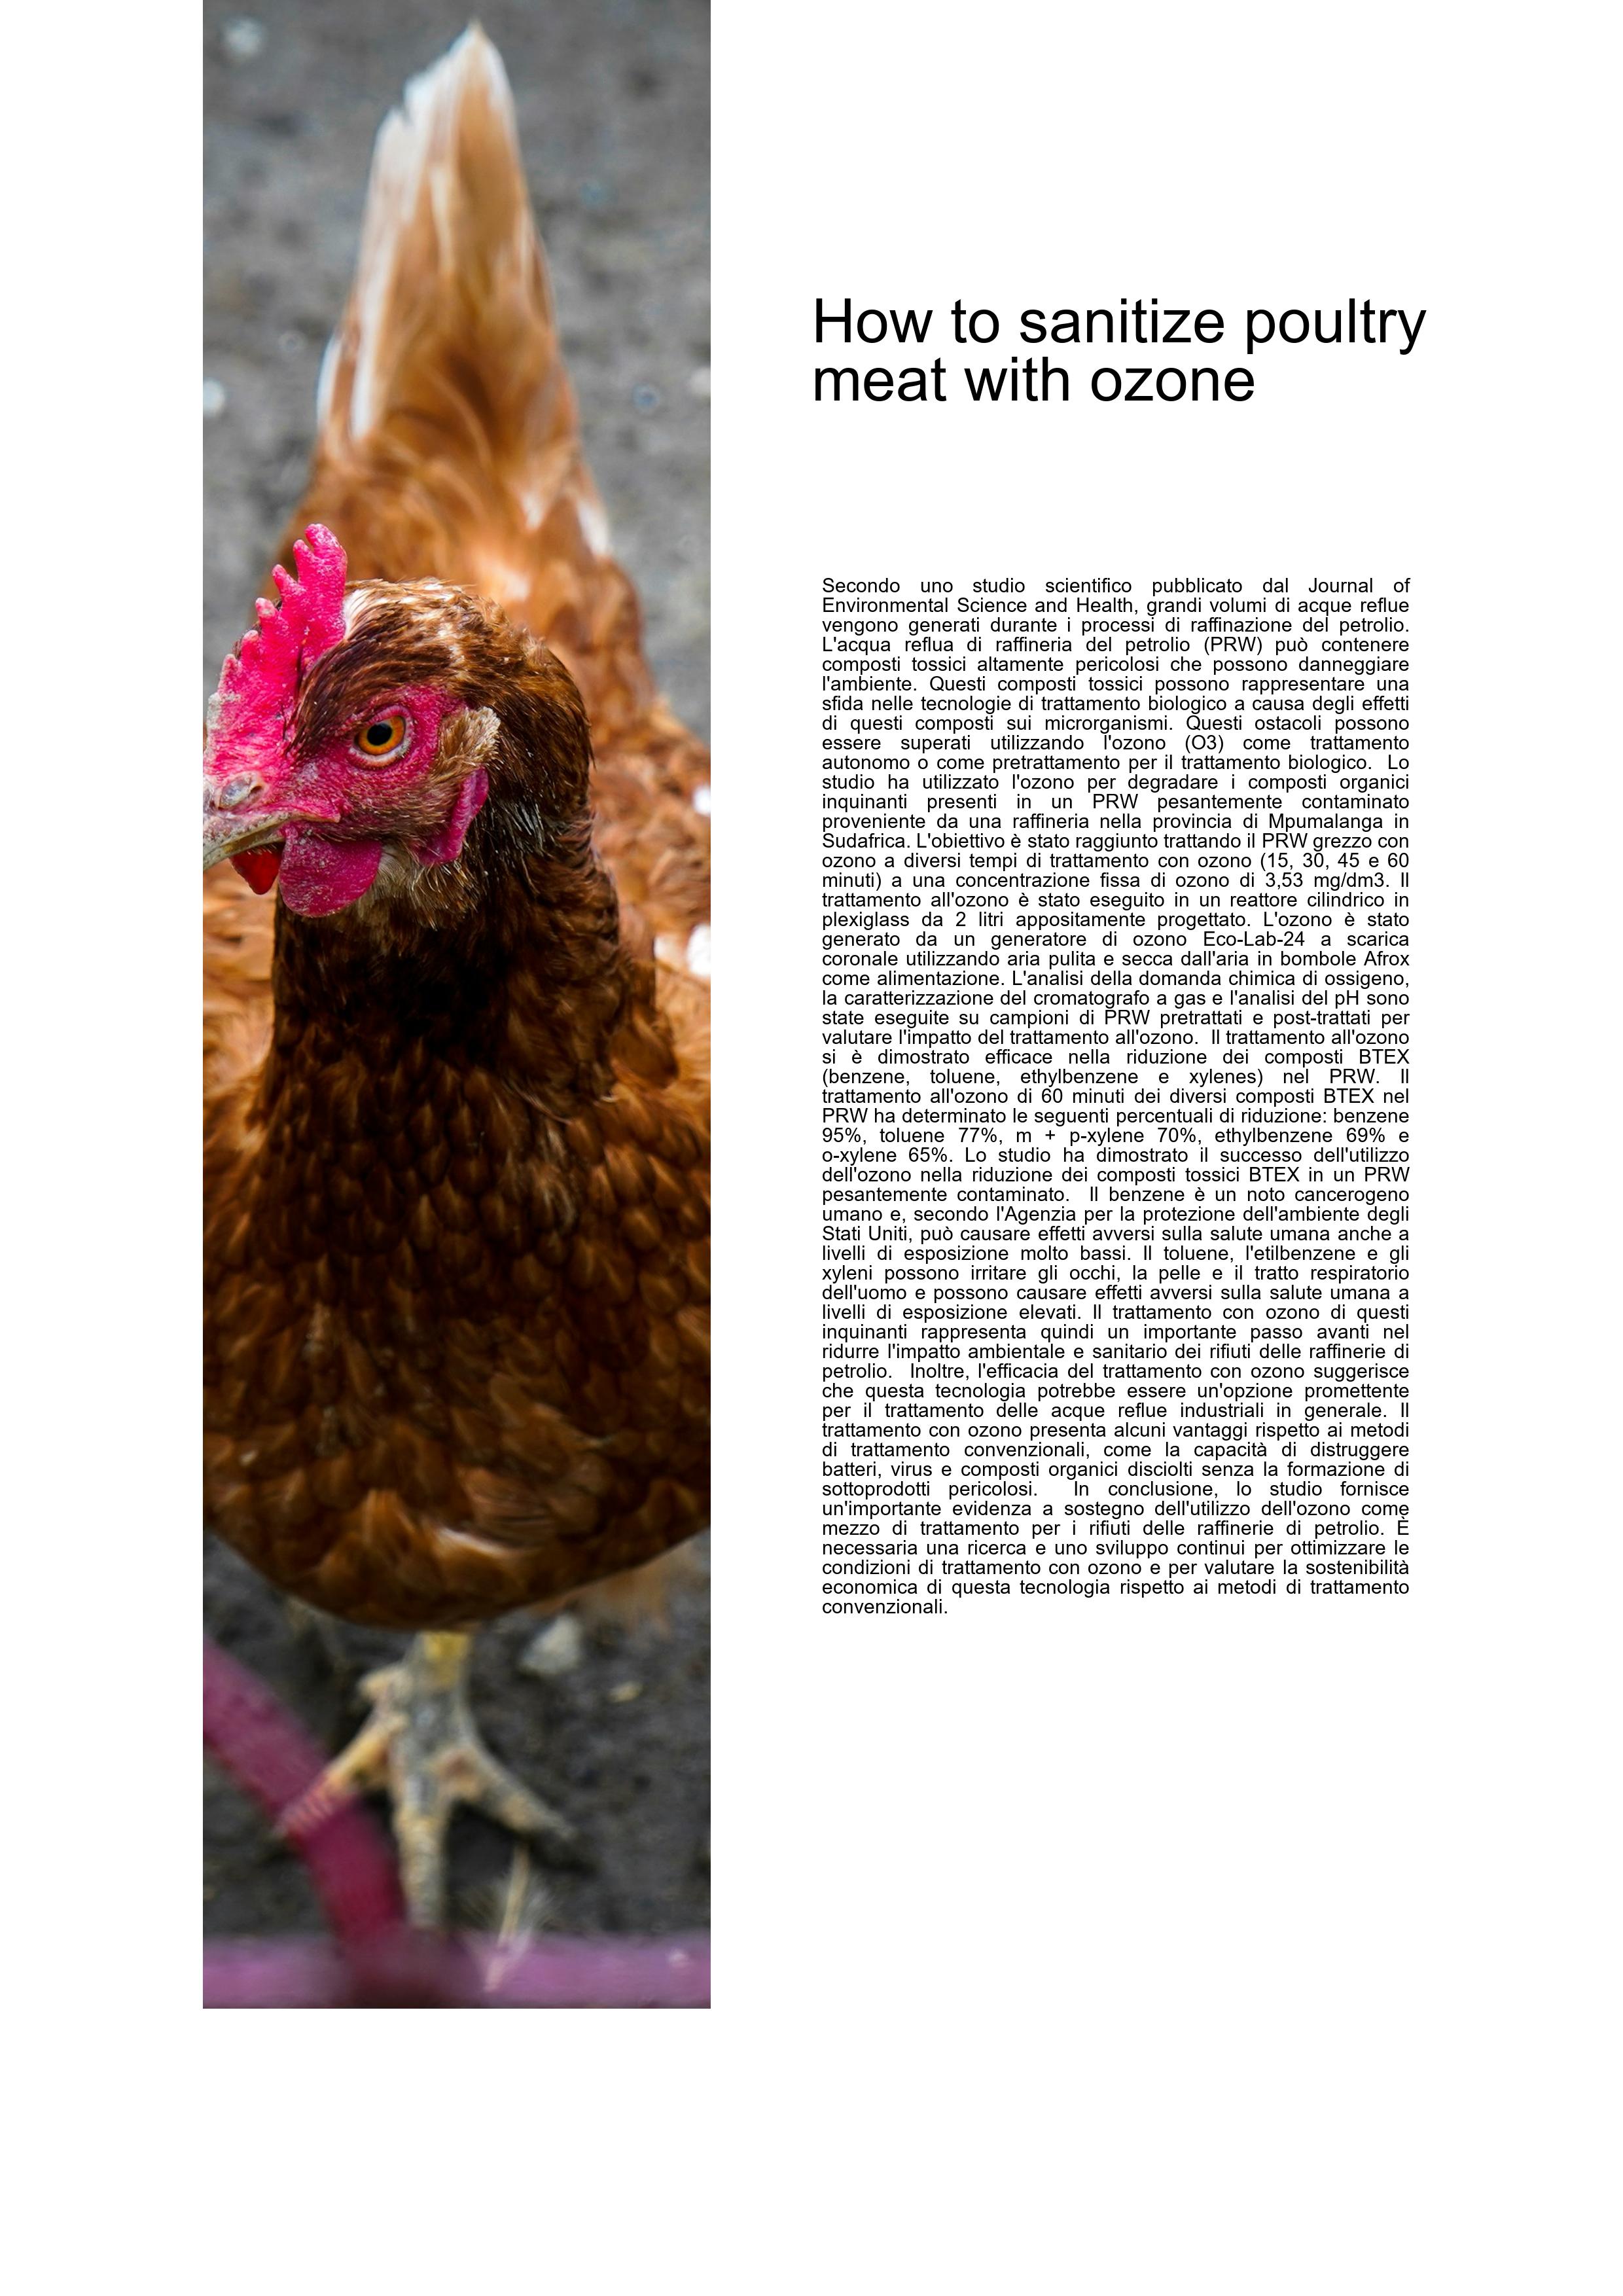 How to sanitize poultry
meat with ozone
Secondo uno studio scientifico pubblicato dal Journal of
Environmental Science and Health, grandi volumi di acque reflue
vengono generati durante i processi di raffinazione del petrolio.
L'acqua reflua di raffineria del petrolio (PRW) può contenere
composti tossici altamente pericolosi che possono danneggiare
l'ambiente. Questi composti tossici possono rappresentare una
sfida nelle tecnologie di trattamento biologico a causa degli effetti
di questi composti sui microrganismi. Questi ostacoli possono
essere superati utilizzando l'ozono (O3) come trattamento
autonomo o come pretrattamento per il trattamento biologico.  Lo
studio ha utilizzato l'ozono per degradare i composti organici
inquinanti presenti in un PRW pesantemente contaminato
proveniente da una raffineria nella provincia di Mpumalanga in
Sudafrica. L'obiettivo è stato raggiunto trattando il PRW grezzo con
ozono a diversi tempi di trattamento con ozono (15, 30, 45 e 60
minuti) a una concentrazione fissa di ozono di 3,53 mg/dm3. Il
trattamento all'ozono è stato eseguito in un reattore cilindrico in
plexiglass da 2 litri appositamente progettato. L'ozono è stato
generato da un generatore di ozono Eco-Lab-24 a scarica
coronale utilizzando aria pulita e secca dall'aria in bombole Afrox
come alimentazione. L'analisi della domanda chimica di ossigeno,
la caratterizzazione del cromatografo a gas e l'analisi del pH sono
state eseguite su campioni di PRW pretrattati e post-trattati per
valutare l'impatto del trattamento all'ozono.  Il trattamento all'ozono
si è dimostrato efficace nella riduzione dei composti BTEX
(benzene, toluene, ethylbenzene e xylenes) nel PRW. Il
trattamento all'ozono di 60 minuti dei diversi composti BTEX nel
PRW ha determinato le seguenti percentuali di riduzione: benzene
95%, toluene 77%, m + p-xylene 70%, ethylbenzene 69% e
o-xylene 65%. Lo studio ha dimostrato il successo dell'utilizzo
dell'ozono nella riduzione dei composti tossici BTEX in un PRW
pesantemente contaminato.  Il benzene è un noto cancerogeno
umano e, secondo l'Agenzia per la protezione dell'ambiente degli
Stati Uniti, può causare effetti avversi sulla salute umana anche a
livelli di esposizione molto bassi. Il toluene, l'etilbenzene e gli
xyleni possono irritare gli occhi, la pelle e il tratto respiratorio
dell'uomo e possono causare effetti avversi sulla salute umana a
livelli di esposizione elevati. Il trattamento con ozono di questi
inquinanti rappresenta quindi un importante passo avanti nel
ridurre l'impatto ambientale e sanitario dei rifiuti delle raffinerie di
petrolio.  Inoltre, l'efficacia del trattamento con ozono suggerisce
che questa tecnologia potrebbe essere un'opzione promettente
per il trattamento delle acque reflue industriali in generale. Il
trattamento con ozono presenta alcuni vantaggi rispetto ai metodi
di trattamento convenzionali, come la capacità di distruggere
batteri, virus e composti organici disciolti senza la formazione di
sottoprodotti pericolosi.  In conclusione, lo studio fornisce
un'importante evidenza a sostegno dell'utilizzo dell'ozono come
mezzo di trattamento per i rifiuti delle raffinerie di petrolio. È
necessaria una ricerca e uno sviluppo continui per ottimizzare le
condizioni di trattamento con ozono e per valutare la sostenibilità
economica di questa tecnologia rispetto ai metodi di trattamento
convenzionali.